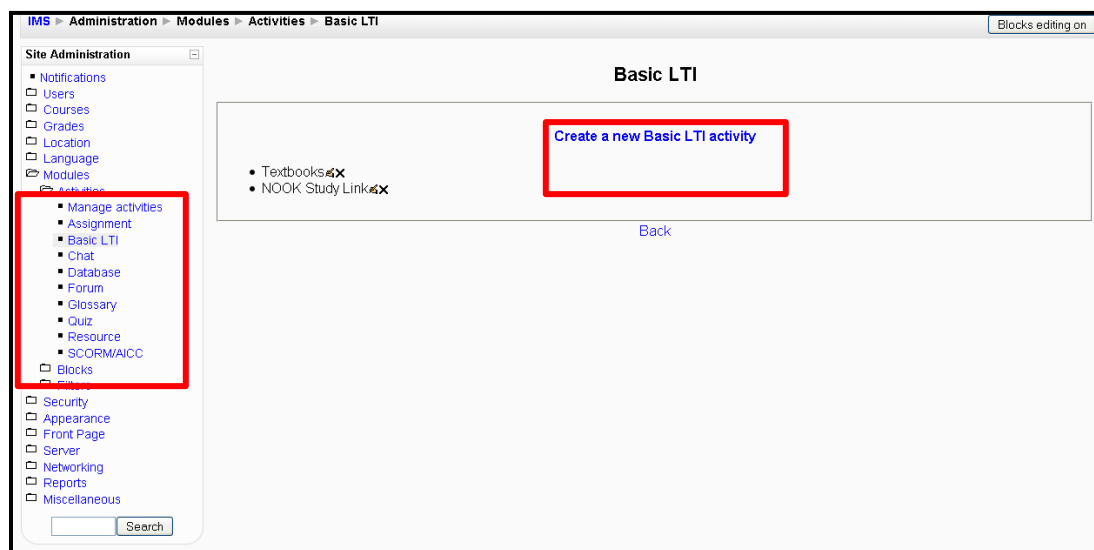 IMS ► Administration ► Modules ► Activities ► Basic LTI
Blocks editing on
Site Administration
Notifications
Users
Courses
Grades
Location
Language
Modules
Activities
Manage activities
Assignment
Basic LTI
Chat
Database
Forum
Glossary
Quiz
Resource
SCORM/AICC
Blocks
Filters
Security
Appearance
Front Page
Server
Networking
Reports
Miscellaneous
Search
Basic LTI
Create a new Basic LTI activity
• Textbooks
• NOOK Study Link
Back